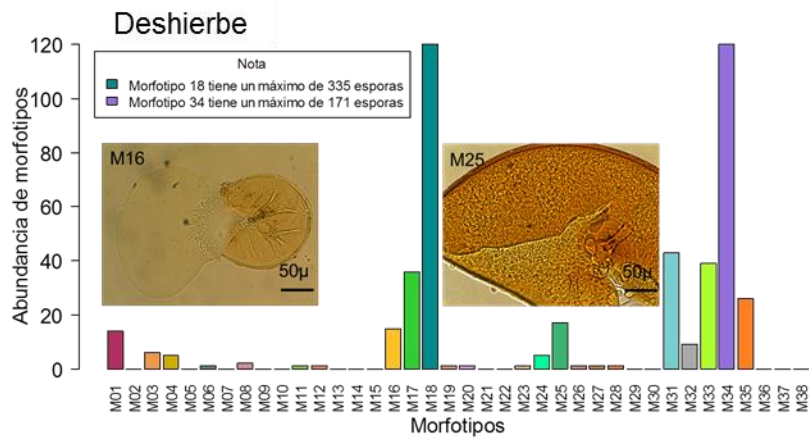 Deshierbe
Nota
Morfotipo 18 tiene un máximo de 335 esporas
Morfotipo 34 tiene un máximo de 171 esporas
Abundancia de morfotipos
120
100
80
60
40
20
0
M16
50µ
M25
50µ
M01 M02 M03 M04 M05 M06 M07 M08 M09 M10 M11 M12 M13 M14 M15 M16 M17 M18 M19 M20 M21 M22 M23 M24 M25 M26 M27 M28 M29 M30 M31 M32 M33 M34 M35 M36 M37 M38
Morfotipos